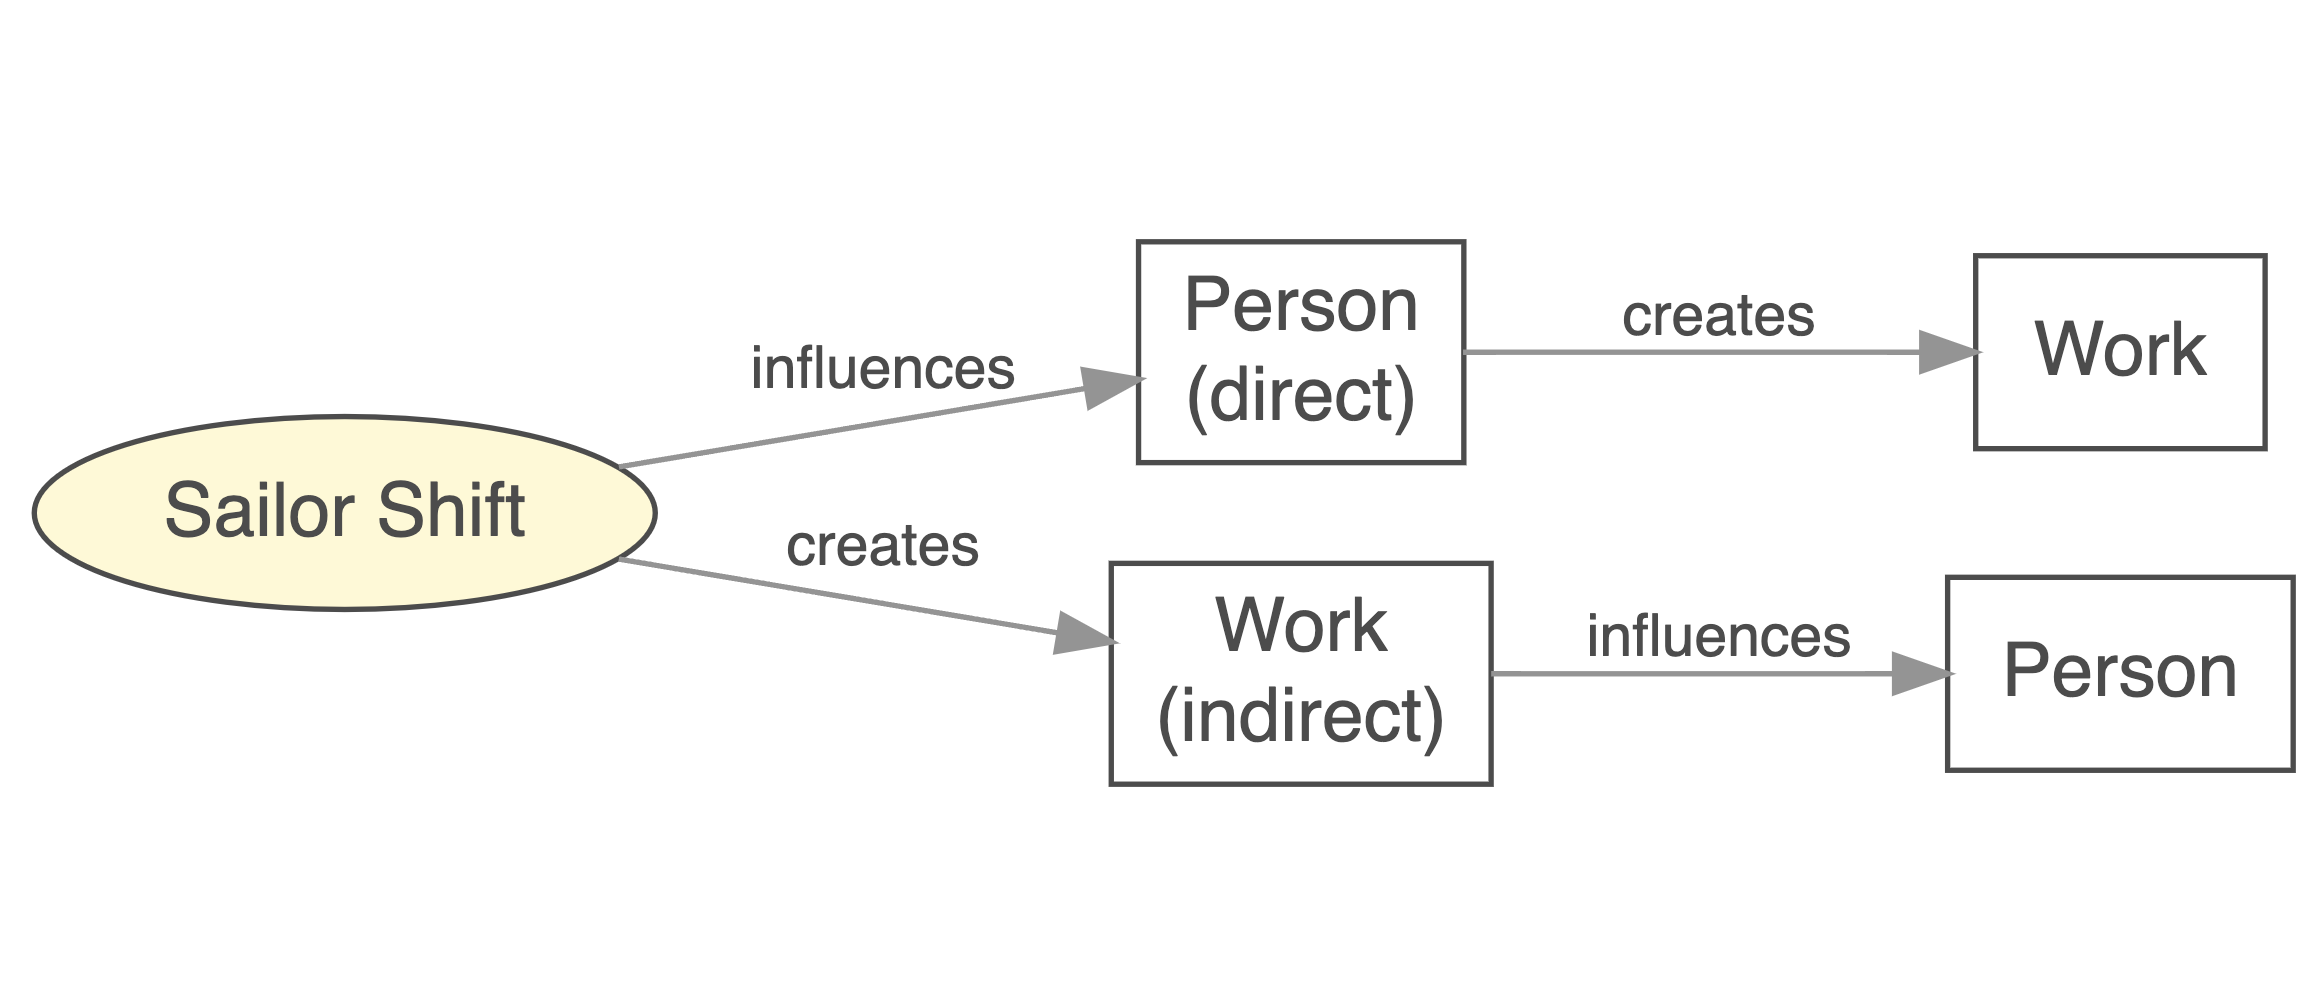 Sailor Shift
influences
Person
(direct)
creates
Work
creates
Work
(indirect)
influences
Person